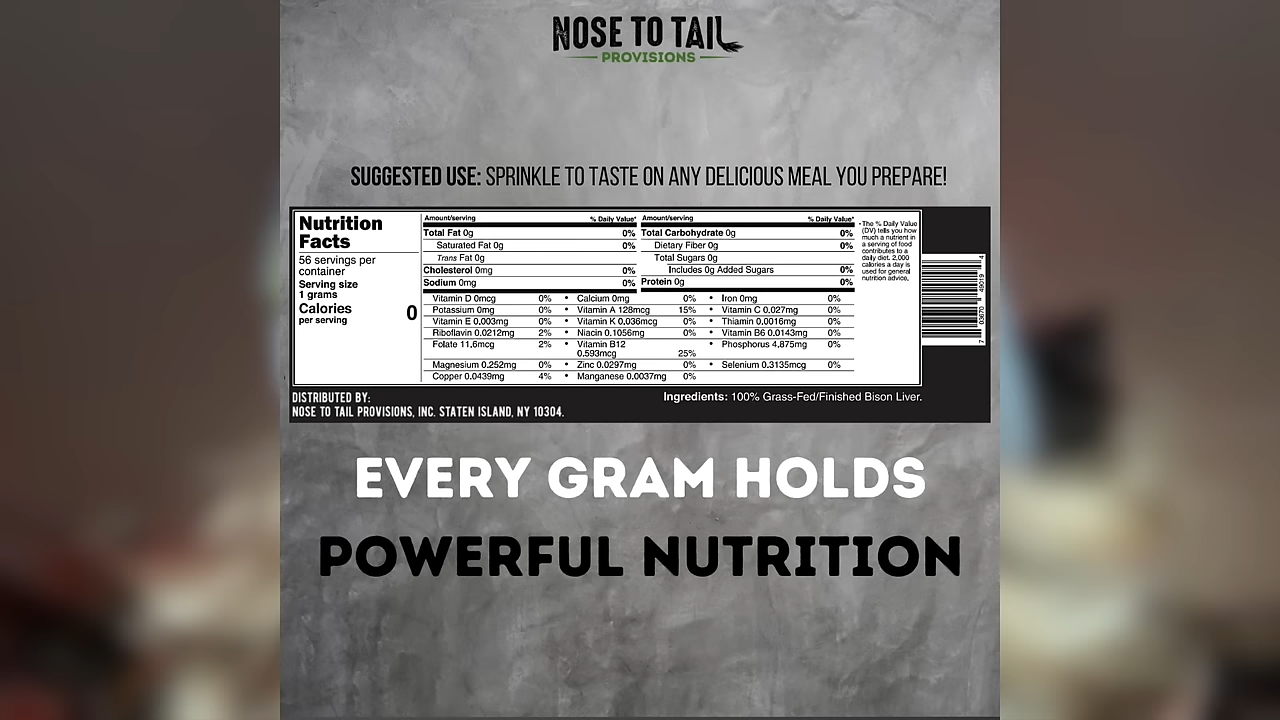 NOSE TO TAIL
PROVISIONS
SUGGESTED USE: SPRINKLE TO TASTE ON ANY DELICIOUS MEAL YOU PREPARE!
Nutrition
Facts
56 servings per
container
Serving size
1 grams
Calories 0
per serving
Amount/serving % Daily Value*
Total Fat 0g 0%
Saturated Fat 0g 0%
Trans Fat 0g
Cholesterol 0mg 0%
Sodium 0mg 0%
Amount/serving % Daily Value*
Total Carbohydrate 0g 0%
Dietary Fiber 0g 0%
Total Sugars 0g
Includes 0g Added Sugars 0%
Protein 0g 0%
Vitamin D 0mcg 0% • Calcium 0mg 0% • Iron 0mg 0%
Potassium 0mg 0% • Vitamin A 128mcg 15% • Vitamin C 0.027mg 0%
Vitamin E 0.003mg 0% • Vitamin K 0.036mcg 0% • Thiamin 0.0016mg 0%
Riboflavin 0.0212mg 2% • Niacin 0.1056mg 0% • Vitamin B6 0.0143mg 0%
Folate 11.6mcg 2% • Vitamin B12 • Phosphorus 4.875mg 0%
0.593mcg 25%
Magnesium 0.252mg 0% • Zinc 0.0297mg 0% • Selenium 0.3135mcg 0%
Copper 0.0439mg 4% • Manganese 0.0037mg 0%
*The % Daily Value
(DV) tells you how
much a nutrient in
a serving of food
contributes to a
daily diet. 2,000
calories a day is
used for general
nutrition advice.
7 03670 49019 4
DISTRIBUTED BY:
NOSE TO TAIL PROVISIONS, INC. STATEN ISLAND, NY 10304.
Ingredients: 100% Grass-Fed/Finished Bison Liver.
EVERY GRAM HOLDS
POWERFUL NUTRITION